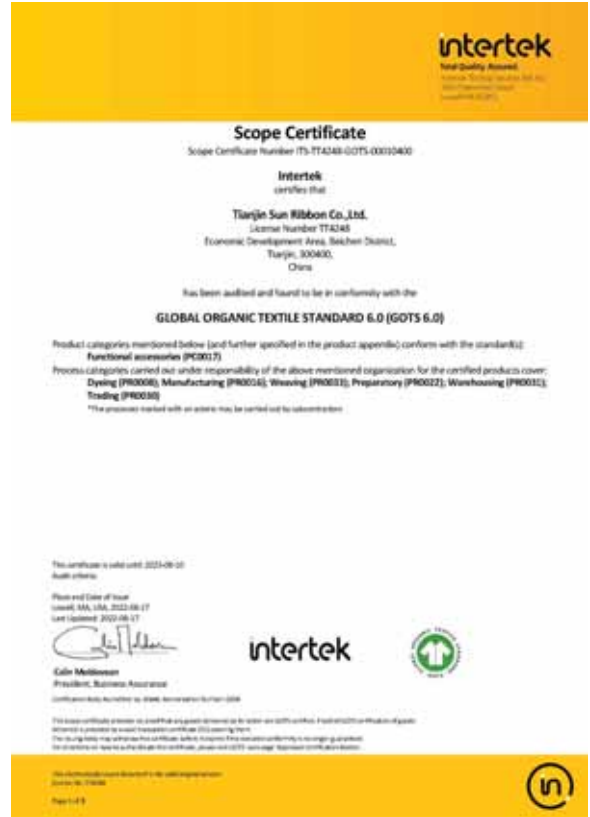 intertek
Total Quality. Assured.
Scope Certificate
Scope Certificate Number ITS-TT4248-GOTS-00010400
Intertek
certifies that
Tianjin Sun Ribbon Co.,Ltd.
License Number TT4248
Economic Development Area, Beichen District,
Tianjin, 300400,
China
has been audited and found to be in conformity with the
GLOBAL ORGANIC TEXTILE STANDARD 6.0 (GOTS 6.0)
Product categories mentioned below (and further specified in the product appendix) conform with the standard(s):
Functional accessories (PC0017)
Process categories carried out under responsibility of the above mentioned organization for the certified products cover:
Dyeing (PR0008); Manufacturing (PR0016); Weaving (PR0033); Preparatory (PR0022); Warehousing (PR0031);
Trading (PR0030)
*The processes marked with an asterix may be carried out by subcontractors
This certificate is valid until: 2023-08-10
Audit criteria:
Place and Date of Issue
Lowell, MA, USA, 2022-08-17
Last Updated: 2022-08-17
intertek
Calin Moldovean
President, Business Assurance
in